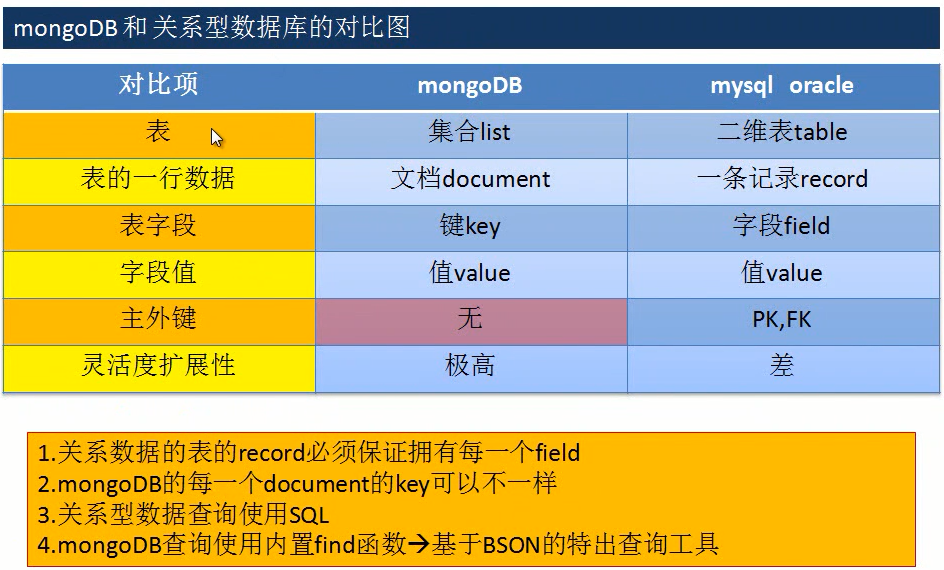 mongoDB 和 关系型数据库的对比图
对比项 mongoDB mysql oracle
表 集合list 二维表table
表的一行数据 文档document 一条记录record
表字段 键key 字段field
字段值 值value 值value
主外键 无 PK,FK
灵活度扩展性 极高 差
1.关系数据的表的record必须保证拥有每一个field
2.mongoDB的每一个document的key可以不一样
3.关系型数据查询使用SQL
4.mongoDB查询使用内置find函数→基于BSON的特出查询工具